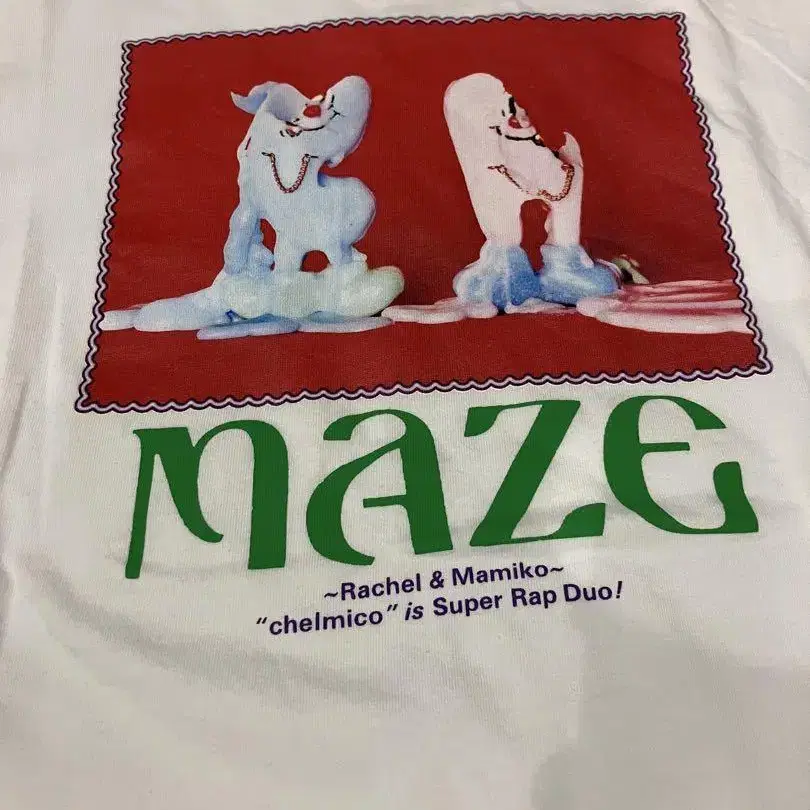 MAZE
~Rachel & Mamiko~
"chelmico" is Super Rap Duo!